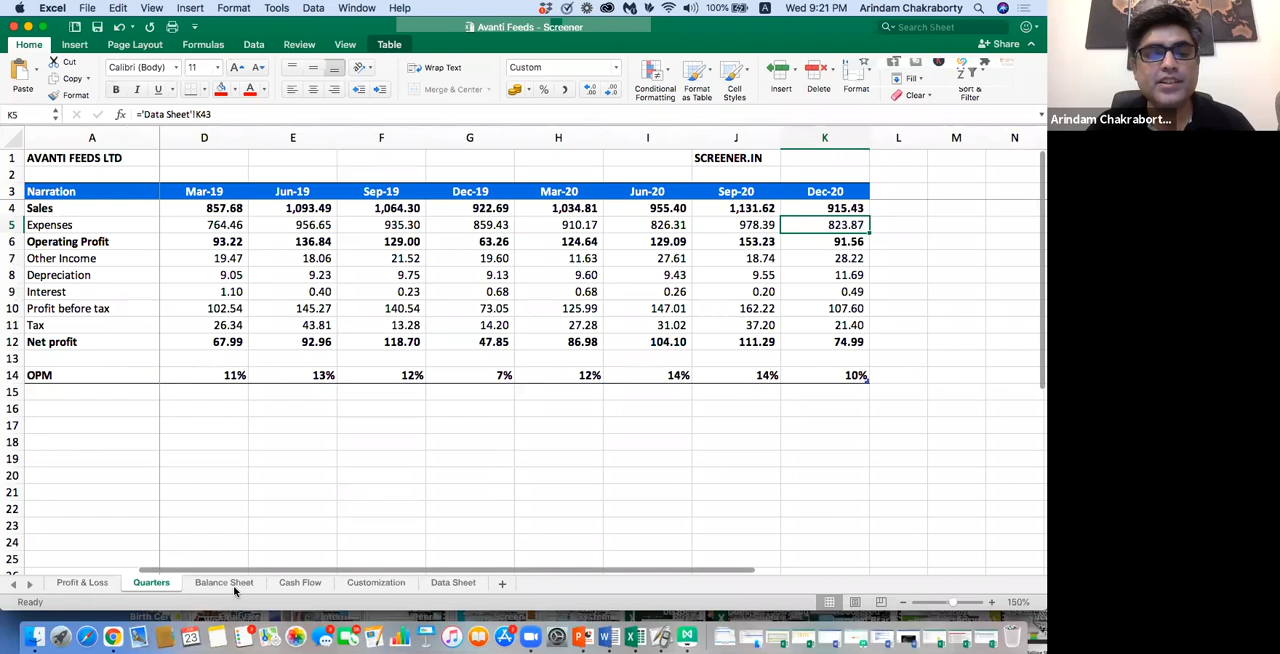 Excel File Edit View Insert Format Tools Data Window Help 100% Wed 9:21 PM Arindam Chakraborty
Avanti Feeds - Screener Search Sheet
Home Insert Page Layout Formulas Data Review View Table Share
Paste Cut Copy Format Calibri (Body) 11 Wrap Text Custom Conditional Formatting Format as Table Cell Styles Insert Delete Format Fill Clear Sort & Filter
B I U A Merge & Center % Arindam Chakrabort...
K5 fx ='Data Sheet'!K43
A D E F G H I J K L M N
1 AVANTI FEEDS LTD SCREENER.IN
2
3 Narration Mar-19 Jun-19 Sep-19 Dec-19 Mar-20 Jun-20 Sep-20 Dec-20
4 Sales 857.68 1,093.49 1,064.30 922.69 1,034.81 955.40 1,131.62 915.43
5 Expenses 764.46 956.65 935.30 859.43 910.17 826.31 978.39 823.87
6 Operating Profit 93.22 136.84 129.00 63.26 124.64 129.09 153.23 91.56
7 Other Income 19.47 18.06 21.52 19.60 11.63 27.61 18.74 28.22
8 Depreciation 9.05 9.23 9.75 9.13 9.60 9.43 9.55 11.69
9 Interest 1.10 0.40 0.23 0.68 0.68 0.26 0.20 0.49
10 Profit before tax 102.54 145.27 140.54 73.05 125.99 147.01 162.22 107.60
11 Tax 26.34 43.81 13.28 14.20 27.28 31.02 37.20 21.40
12 Net profit 67.99 92.96 118.70 47.85 86.98 104.10 111.29 74.99
13
14 OPM 11% 13% 12% 7% 12% 14% 14% 10%
15
16
17
18
19
20
21
22
23
24
25
Profit & Loss Quarters Balance Sheet Cash Flow Customization Data Sheet +
Ready 150%